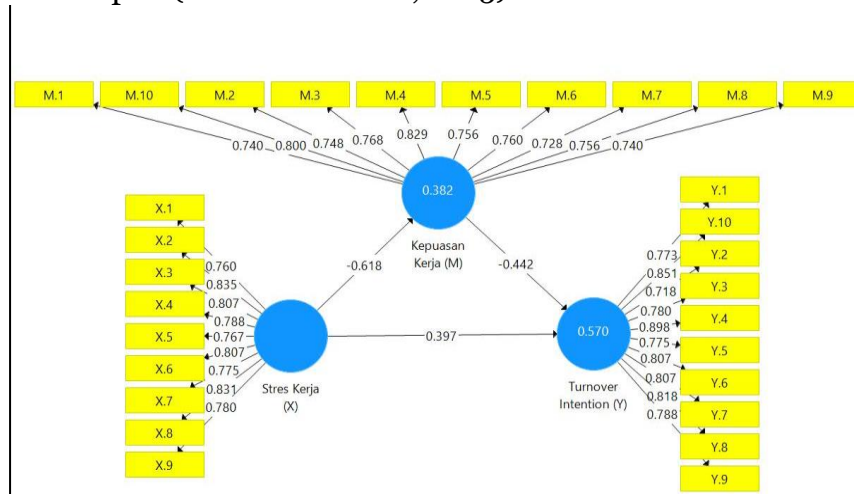 M.1 M.10 M.2 M.3 M.4 M.5 M.6 M.7 M.8 M.9
0.740 0.800 0.748 0.768 0.829 0.756 0.760 0.728 0.756 0.740
0.382
Kepuasan
Kerja (M)
-0.618
-0.442
X.1
X.2
X.3
X.4
X.5
X.6
X.7
X.8
X.9
0.760
0.835
0.807
0.788
0.767
0.807
0.775
0.831
0.780
Stres Kerja
(X)
0.397
0.570
Turnover
Intention (Y)
0.773
0.851
0.718
0.780
0.898
0.775
0.807
0.807
0.818
0.788
Y.1
Y.10
Y.2
Y.3
Y.4
Y.5
Y.6
Y.7
Y.8
Y.9